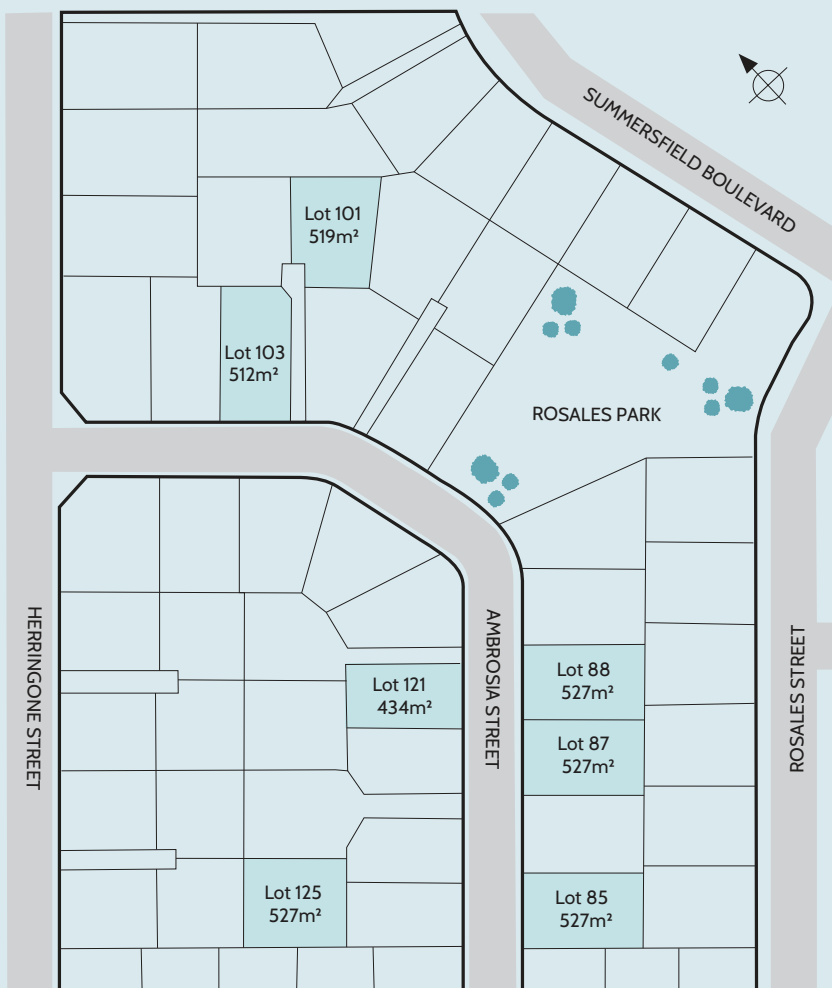 SUMMERSFIELD BOULEVARD
Lot 101
519m²
Lot 103
512m²
ROSALES PARK
HERRINGONE STREET
AMBROSIA STREET
ROSALES STREET
Lot 121
434m²
Lot 88
527m²
Lot 87
527m²
Lot 125
527m²
Lot 85
527m²